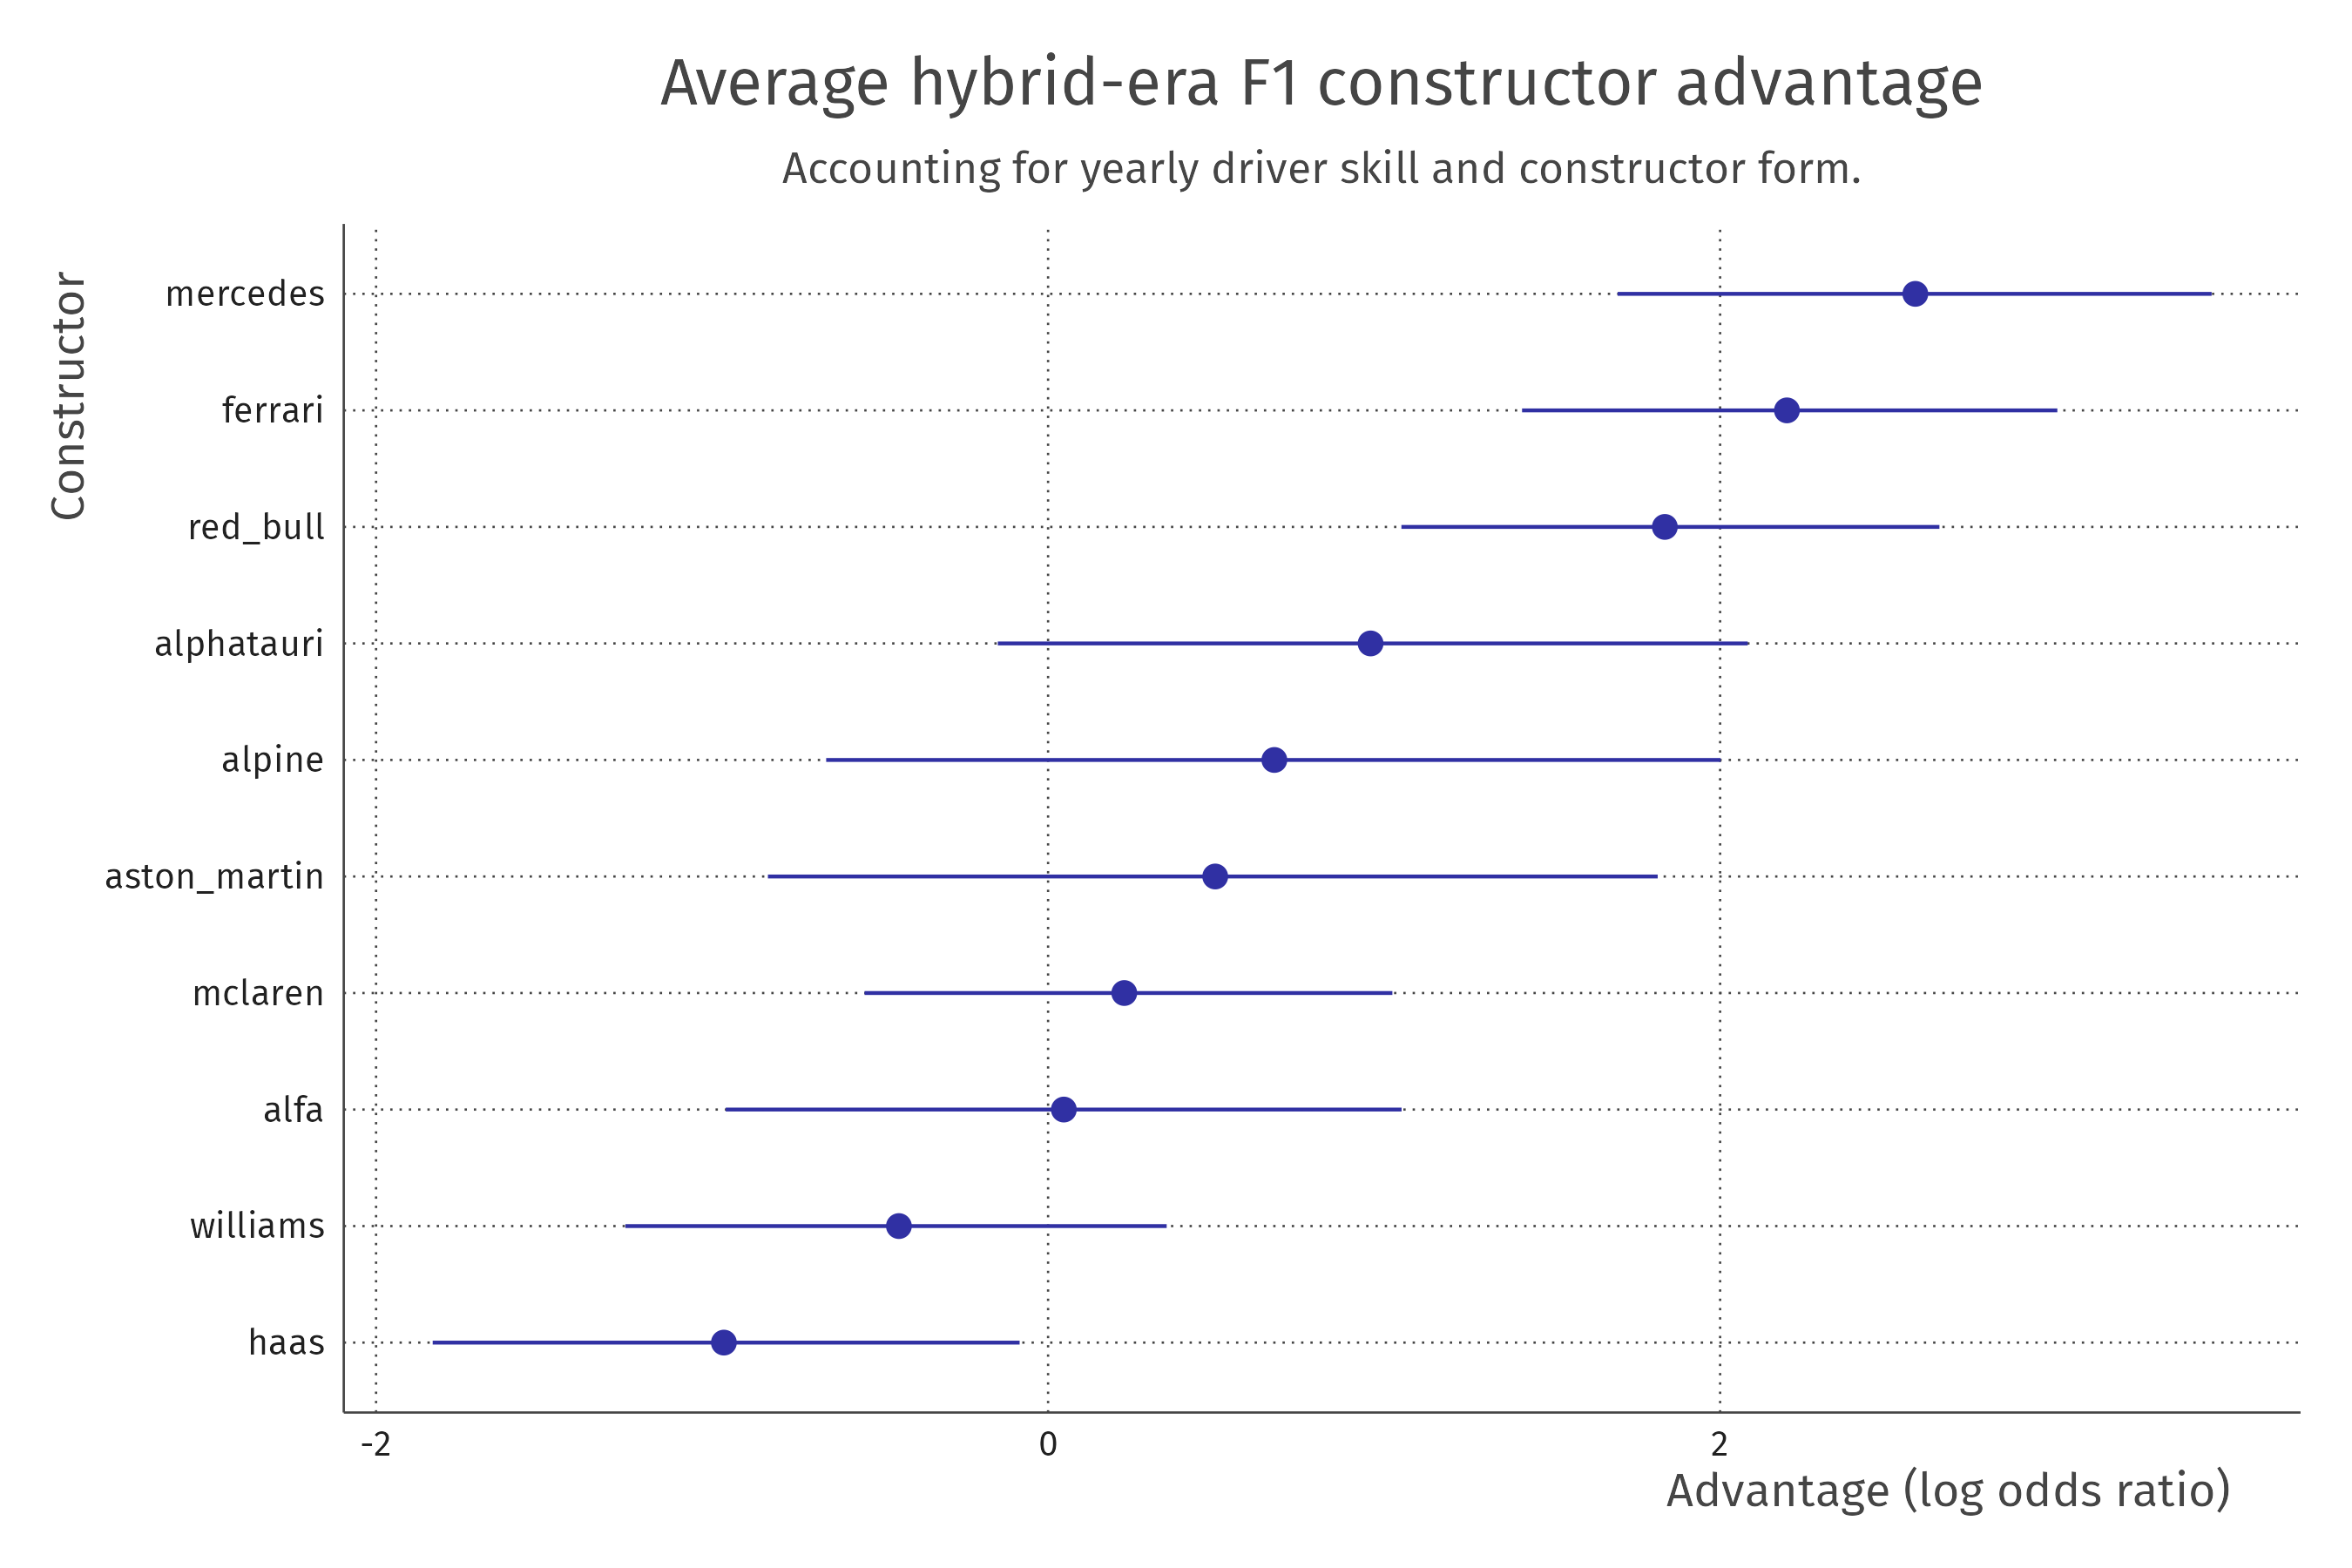 Average hybrid-era F1 constructor advantage
Accounting for yearly driver skill and constructor form.
Constructor
mercedes
ferrari
red_bull
alphatauri
alpine
aston_martin
mclaren
alfa
williams
haas
-2 0 2
Advantage (log odds ratio)